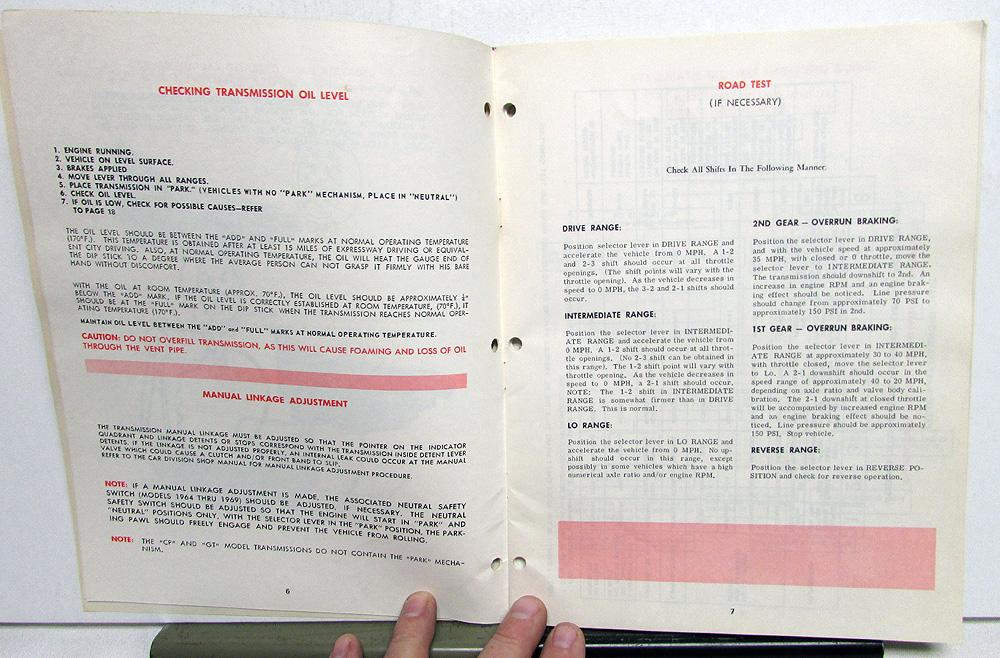 CHECKING TRANSMISSION OIL LEVEL
1. ENGINE RUNNING.
2. VEHICLE ON LEVEL SURFACE.
3. BRAKES APPLIED
4. MOVE LEVER THROUGH ALL RANGES.
5. PLACE TRANSMISSION IN "PARK." (VEHICLES WITH NO "PARK" MECHANISM, PLACE IN "NEUTRAL")
6. CHECK OIL LEVEL.
7. IF OIL IS LOW, CHECK FOR POSSIBLE CAUSES—REFER
TO PAGE 18
THE OIL LEVEL SHOULD BE BETWEEN THE "ADD" AND "FULL" MARKS AT NORMAL OPERATING TEMPERATURE
(170°F.). THIS TEMPERATURE IS OBTAINED AFTER AT LEAST 15 MILES OF EXPRESSWAY DRIVING OR EQUIVAL-
ENT CITY DRIVING. ALSO, AT NORMAL OPERATING TEMPERATURE, THE OIL WILL HEAT THE GAUGE END OF
THE DIP STICK TO A DEGREE WHERE THE AVERAGE PERSON CAN NOT GRASP IT FIRMLY WITH HIS BARE
HAND WITHOUT DISCOMFORT.
WITH THE OIL AT ROOM TEMPERATURE (APPROX. 70°F.), THE OIL LEVEL SHOULD BE APPROXIMATELY ¼"
BELOW THE "ADD" MARK. IF THE OIL LEVEL IS CORRECTLY ESTABLISHED AT ROOM TEMPERATURE, (70°F.), IT
SHOULD BE AT THE "FULL" MARK ON THE DIP STICK WHEN THE TRANSMISSION REACHES NORMAL OPER-
ATING TEMPERATURE (170°F.).
MAINTAIN OIL LEVEL BETWEEN THE "ADD" and "FULL" MARKS AT NORMAL OPERATING TEMPERATURE.
CAUTION: DO NOT OVERFILL TRANSMISSION, AS THIS WILL CAUSE FOAMING AND LOSS OF OIL
THROUGH THE VENT PIPE.
MANUAL LINKAGE ADJUSTMENT
THE TRANSMISSION MANUAL LINKAGE MUST BE ADJUSTED SO THAT THE POINTER ON THE INDICATOR
QUADRANT AND LINKAGE DETENTS OR STOPS CORRESPOND WITH THE TRANSMISSION INSIDE DETENT LEVER
DETENTS. IF THE LINKAGE IS NOT ADJUSTED PROPERLY, AN INTERNAL LEAK COULD OCCUR AT THE MANUAL
VALVE WHICH COULD CAUSE A CLUTCH AND/OR FRONT BAND TO SLIP.
REFER TO THE CAR DIVISION SHOP MANUAL FOR MANUAL LINKAGE ADJUSTMENT PROCEDURE.
NOTE: IF A MANUAL LINKAGE ADJUSTMENT IS MADE, THE ASSOCIATED NEUTRAL SAFETY
SWITCH (MODELS 1964 THRU 1969) SHOULD BE ADJUSTED, IF NECESSARY. THE NEUTRAL
SAFETY SWITCH SHOULD BE ADJUSTED SO THAT THE ENGINE WILL START IN "PARK" AND
"NEUTRAL" POSITIONS ONLY, WITH THE SELECTOR LEVER IN THE "PARK" POSITION, THE PARK-
ING PAWL SHOULD FREELY ENGAGE AND PREVENT THE VEHICLE FROM ROLLING.
NOTE: THE "CF" AND "GT" MODEL TRANSMISSIONS DO NOT CONTAIN THE "PARK" MECHA-
NISM.
6
ROAD TEST
(IF NECESSARY)
Check All Shifts In The Following Manner:
DRIVE RANGE:
Position selector lever in DRIVE RANGE and
accelerate the vehicle from 0 MPH. A 1-2
and 2-3 shift should occur at all throttle
openings. (The shift points will vary with the
throttle opening). As the vehicle decreases in
speed to 0 MPH, the 3-2 and 2-1 shifts should
occur.
INTERMEDIATE RANGE:
Position the selector lever in INTERMEDI-
ATE RANGE and accelerate the vehicle from
0 MPH. A 1-2 shift should occur at all throt-
tle openings. (No 2-3 shift can be obtained in
this range). The 1-2 shift point will vary with
throttle opening. As the vehicle decreases in
speed to 0 MPH, a 2-1 shift should occur.
NOTE: The 1-2 shift in INTERMEDIATE
RANGE is somewhat firmer than in DRIVE
RANGE. This is normal.
LO RANGE:
Position the selector lever in LO RANGE and
accelerate the vehicle from 0 MPH. No up-
shift should occur in this range, except
possibly in some vehicles which have a high
numerical axle ratio and/or engine RPM.
2ND GEAR — OVERRUN BRAKING:
Position the selector lever in DRIVE RANGE,
and with the vehicle speed at approximately
35 MPH, with closed or 0 throttle, move the
selector lever to INTERMEDIATE RANGE.
The transmission should downshift to 2nd. An
increase in engine RPM and an engine brak-
ing effect should be noticed. Line pressure
should change from approximately 70 PSI to
approximately 150 PSI in 2nd.
1ST GEAR — OVERRUN BRAKING:
Position the selector lever in INTERMEDI-
ATE RANGE at approximately 30 to 40 MPH,
with throttle closed, move the selector lever
to Lo. A 2-1 downshift should occur in the
speed range of approximately 40 to 20 MPH,
depending on axle ratio and valve body cali-
bration. The 2-1 downshift at closed throttle
will be accompanied by increased engine RPM
and an engine braking effect should be no-
ticed, Line pressure should be approximately
150 PSI, Stop vehicle.
REVERSE RANGE:
Position the selector lever in REVERSE PO-
SITION and check for reverse operation.
7